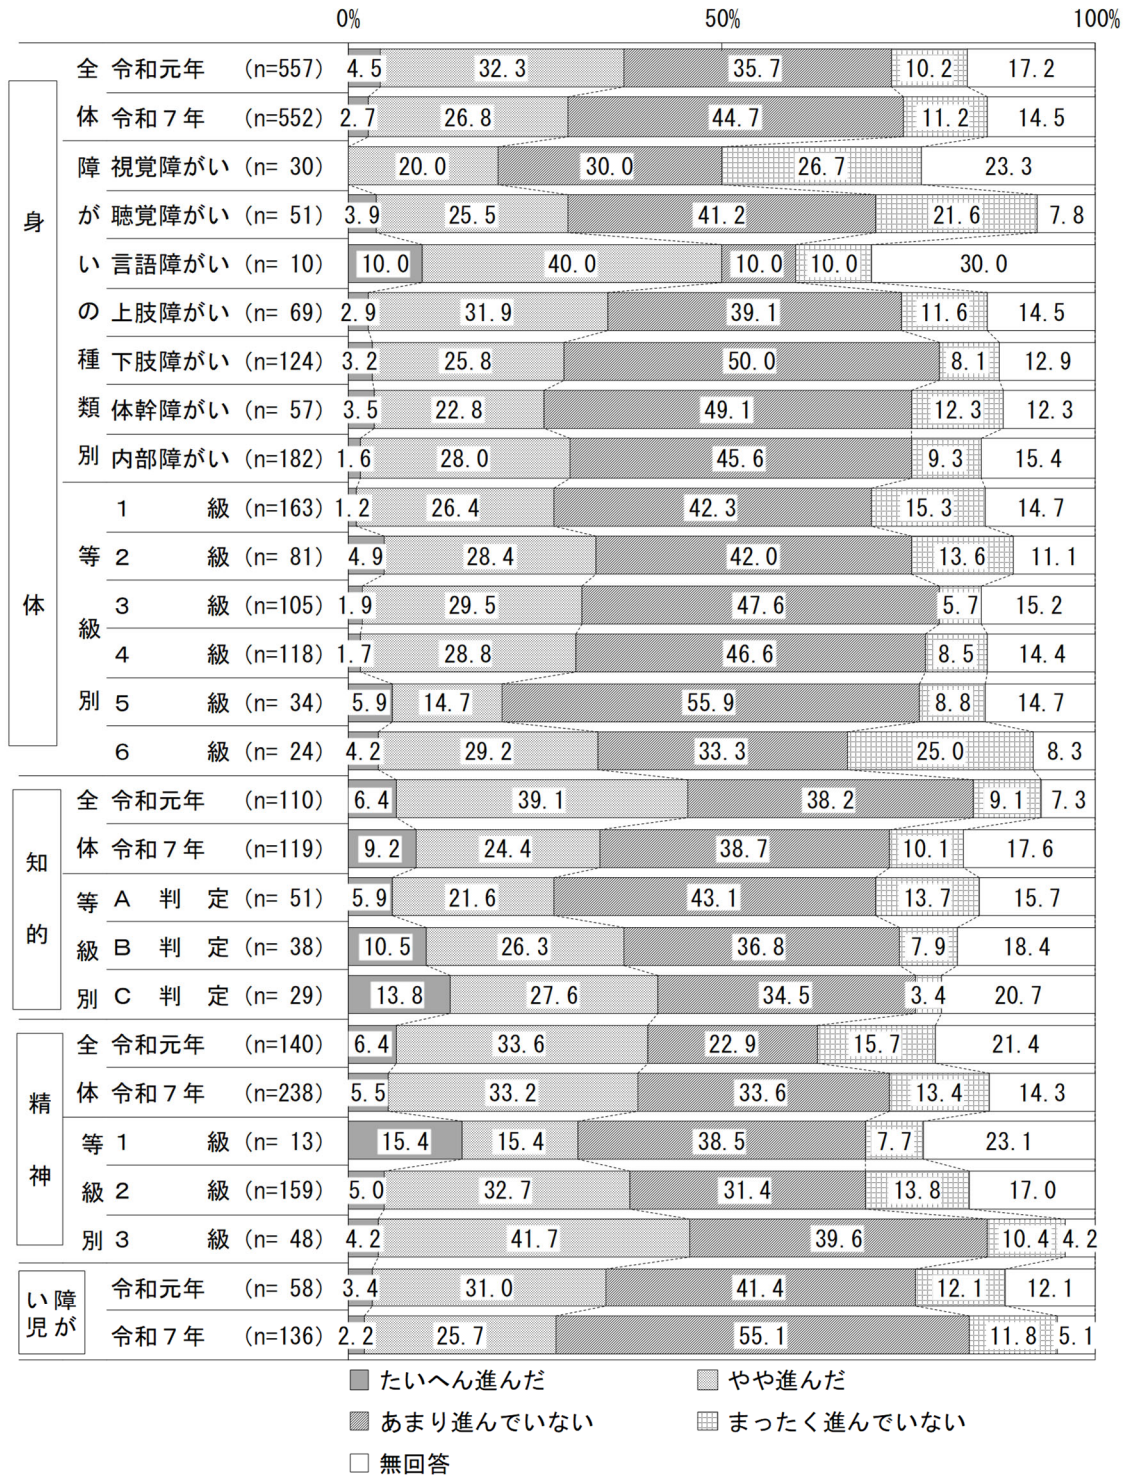 0%　50%　100%
全 令和元年 (n=557) 4.5 32.3 35.7 10.2 17.2
体 令和７年 (n=552) 2.7 26.8 44.7 11.2 14.5
障 視覚障がい (n= 30) 20.0 30.0 26.7 23.3
身 が 聴覚障がい (n= 51) 3.9 25.5 41.2 21.6 7.8
い 言語障がい (n= 10) 10.0 40.0 10.0 10.0 30.0
の 上肢障がい (n= 69) 2.9 31.9 39.1 11.6 14.5
種 下肢障がい (n=124) 3.2 25.8 50.0 8.1 12.9
類 体幹障がい (n= 57) 3.5 22.8 49.1 12.3 12.3
別 内部障がい (n=182) 1.6 28.0 45.6 9.3 15.4
１級 (n=163) 1.2 26.4 42.3 15.3 14.7
等 ２級 (n= 81) 4.9 28.4 42.0 13.6 11.1
体 ３級 (n=105) 1.9 29.5 47.6 5.7 15.2
級 ４級 (n=118) 1.7 28.8 46.6 8.5 14.4
別 ５級 (n= 34) 5.9 14.7 55.9 8.8 14.7
６級 (n= 24) 4.2 29.2 33.3 25.0 8.3
全 令和元年 (n=110) 6.4 39.1 38.2 9.1 7.3
知 体 令和７年 (n=119) 9.2 24.4 38.7 10.1 17.6
等 Ａ判定 (n= 51) 5.9 21.6 43.1 13.7 15.7
的 級 Ｂ判定 (n= 38) 10.5 26.3 36.8 7.9 18.4
別 Ｃ判定 (n= 29) 13.8 27.6 34.5 3.4 20.7
全 令和元年 (n=140) 6.4 33.6 22.9 15.7 21.4
精 体 令和７年 (n=238) 5.5 33.2 33.6 13.4 14.3
等 １級 (n= 13) 15.4 15.4 38.5 7.7 23.1
神 級 ２級 (n=159) 5.0 32.7 31.4 13.8 17.0
別 ３級 (n= 48) 4.2 41.7 39.6 10.4 4.2
障がい児 令和元年 (n= 58) 3.4 31.0 41.4 12.1 12.1
令和７年 (n=136) 2.2 25.7 55.1 11.8 5.1
たいへん進んだ　やや進んだ
あまり進んでいない　まったく進んでいない
無回答